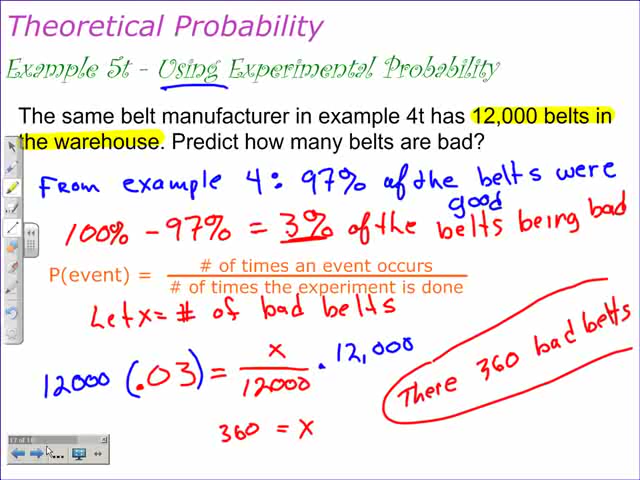 Theoretical Probability
Example 5t - Using Experimental Probability
The same belt manufacturer in example 4t has 12,000 belts in
the warehouse. Predict how many belts are bad?
From example 4: 97% of the belts were
good
100% - 97% = 3% of the belts being bad
P(event) = # of times an event occurs
# of times the experiment is done
Let x = # of bad belts
12000 (.03) = x / 12000 · 12,000
360 = x
There 360 bad belts
17 of 18